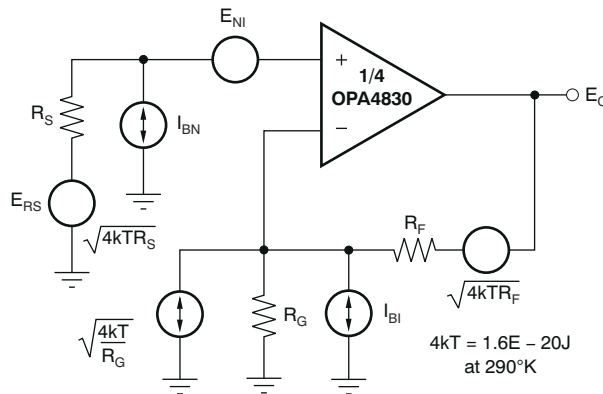 E_NI
1/4
OPA4830
+
−
E_O
R_S
I_BN
E_RS
√4kTR_S
R_F
√4kTR_F
√4kT/R_G
R_G
I_BI
4kT = 1.6E − 20J
at 290°K